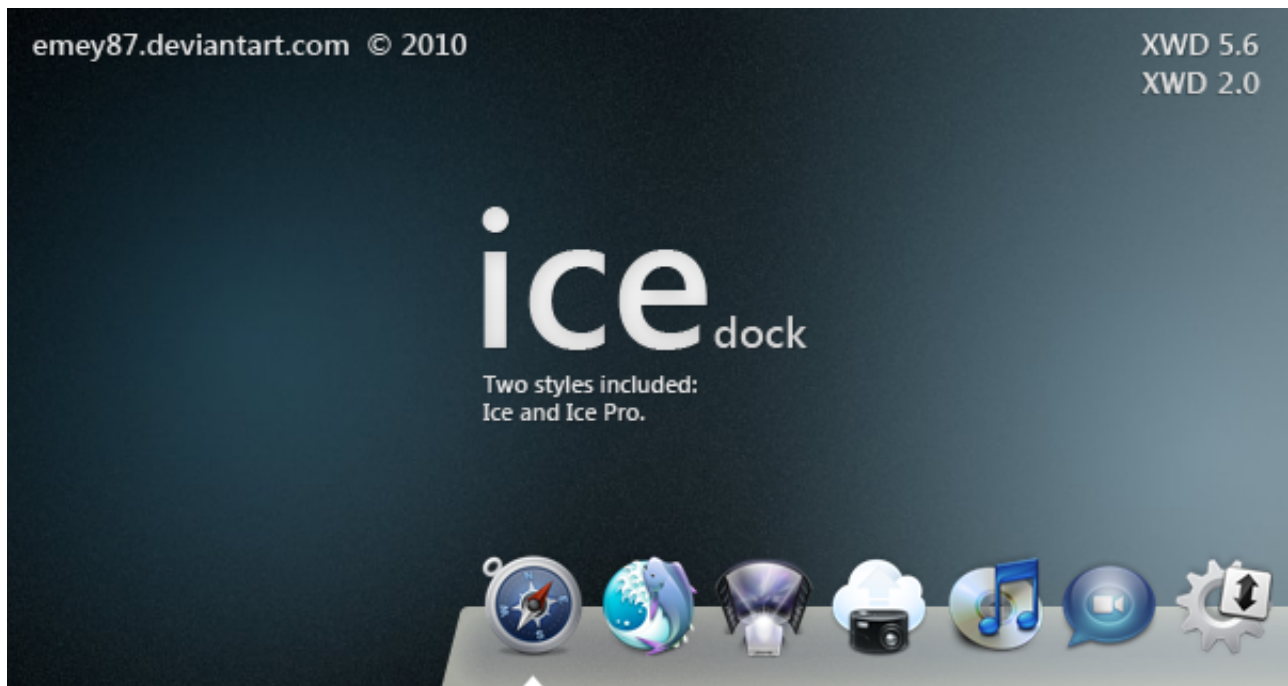 emey87.deviantart.com © 2010
XWD 5.6
XWD 2.0
ice dock
Two styles included:
Ice and Ice Pro.
N
E
W
S